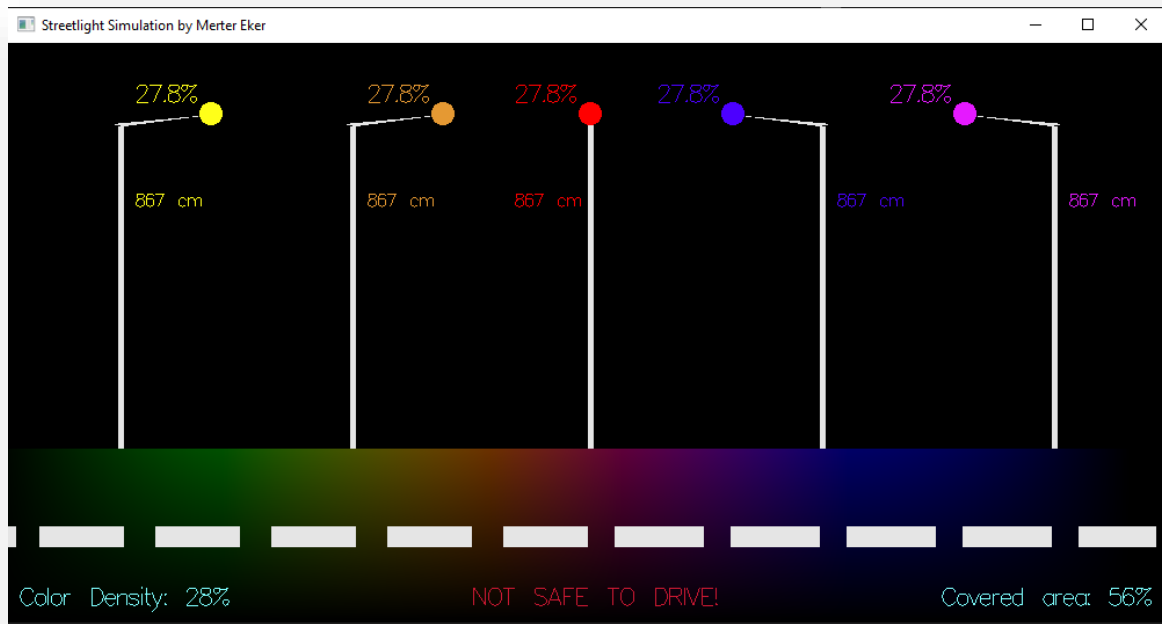 Streetlight Simulation by Merter Eker
27.8% 27.8% 27.8% 27.8% 27.8%
867 cm 867 cm 867 cm 867 cm 867 cm
Color Density: 28% NOT SAFE TO DRIVE! Covered area: 56%